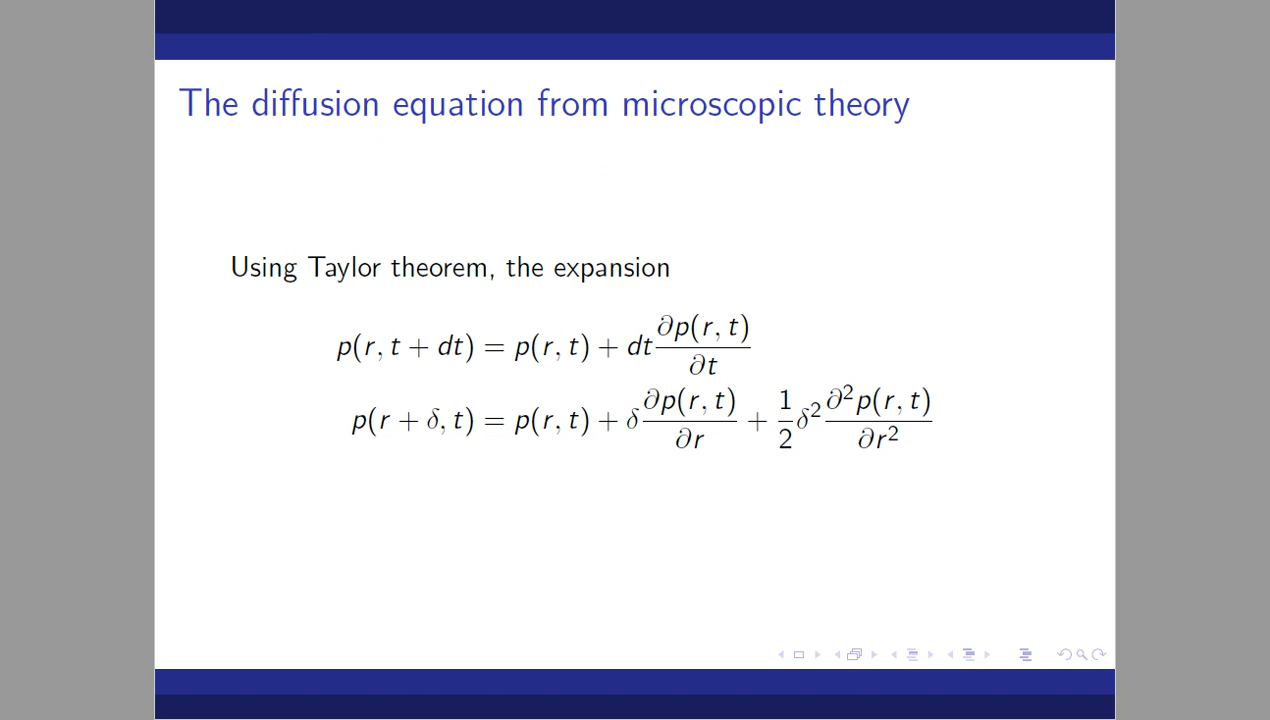 The diffusion equation from microscopic theory
Using Taylor theorem, the expansion
p(r, t + dt) = p(r, t) + dt ∂p(r, t)/∂t
p(r + δ, t) = p(r, t) + δ ∂p(r, t)/∂r + 1/2 δ² ∂²p(r, t)/∂r²